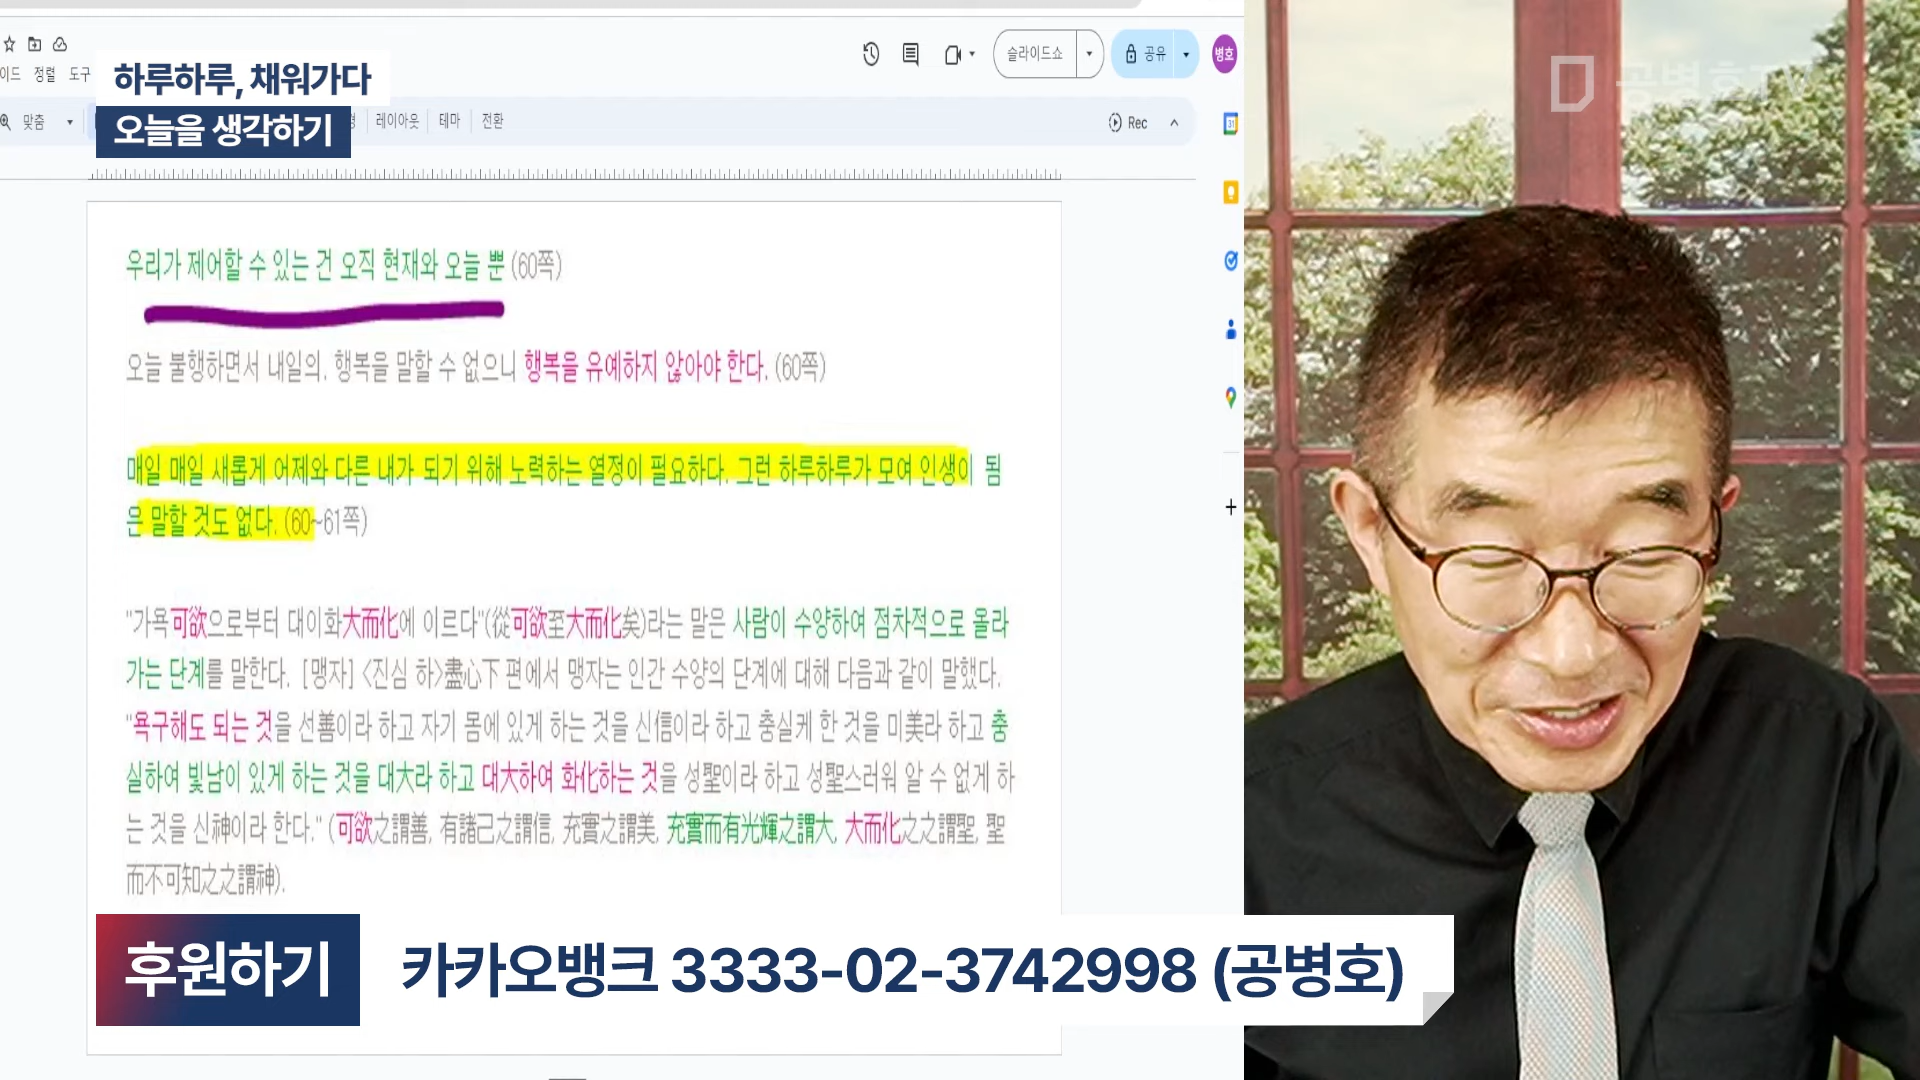 이드 정렬 도구
하루하루, 채워가다
오늘을 생각하기
맞춤
레이아웃 테마 전환
슬라이드쇼
공유
병호
Rec
31
공병호TV
우리가 제어할 수 있는 건 오직 현재와 오늘 뿐 (60쪽)
오늘 불행하면서 내일의. 행복을 말할 수 없으니 행복을 유예하지 않아야 한다. (60쪽)
매일 매일 새롭게 어제와 다른 내가 되기 위해 노력하는 열정이 필요하다. 그런 하루하루가 모여 인생이 됨
은 말할 것도 없다. (60~61쪽)
"가욕可欲으로부터 대이화大而化에 이르다"(從可欲至大而化矣)라는 말은 사람이 수양하여 점차적으로 올라
가는 단계를 말한다. [맹자] <진심 하>盡心下 편에서 맹자는 인간 수양의 단계에 대해 다음과 같이 말했다.
"욕구해도 되는 것을 선善이라 하고 자기 몸에 있게 하는 것을 신信이라 하고 충실케 한 것을 미美라 하고 충
실하여 빛남이 있게 하는 것을 대大라 하고 대大하여 화化하는 것을 성聖이라 하고 성聖스러워 알 수 없게 하
는 것을 신神이라 한다." (可欲之謂善, 有諸己之謂信, 充實之謂美, 充實而有光輝之謂大, 大而化之之謂聖, 聖
而不可知之之謂神).
후원하기
카카오뱅크 3333-02-3742998 (공병호)